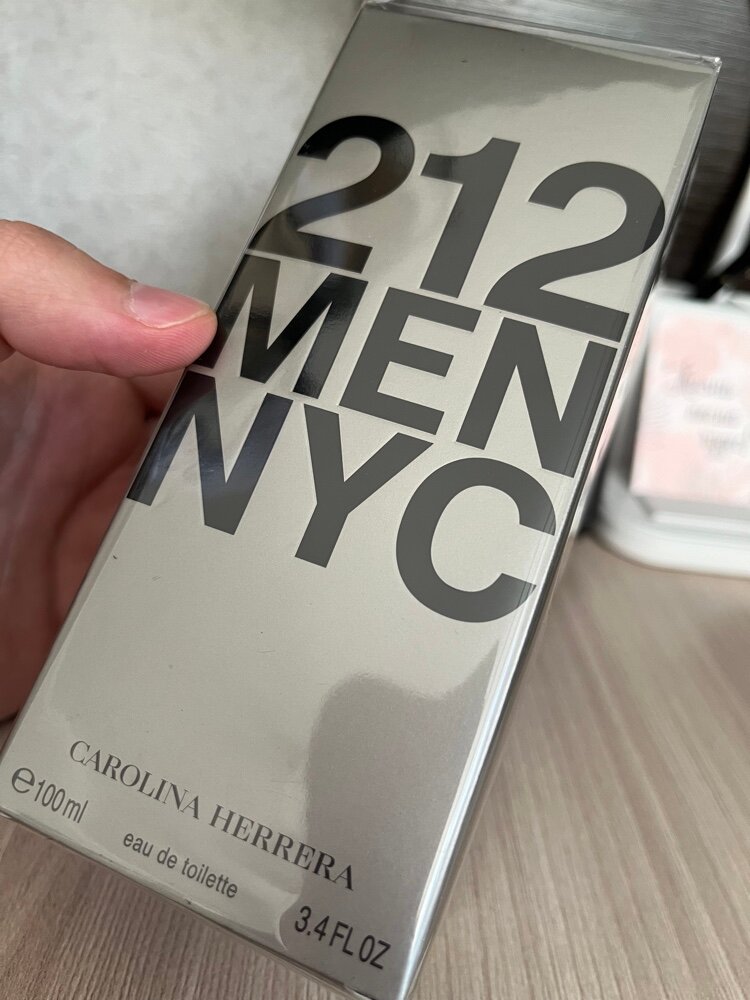 212
MEN
NYC
CAROLINA HERRERA
℮100ml
eau de toilette
3.4 FL OZ